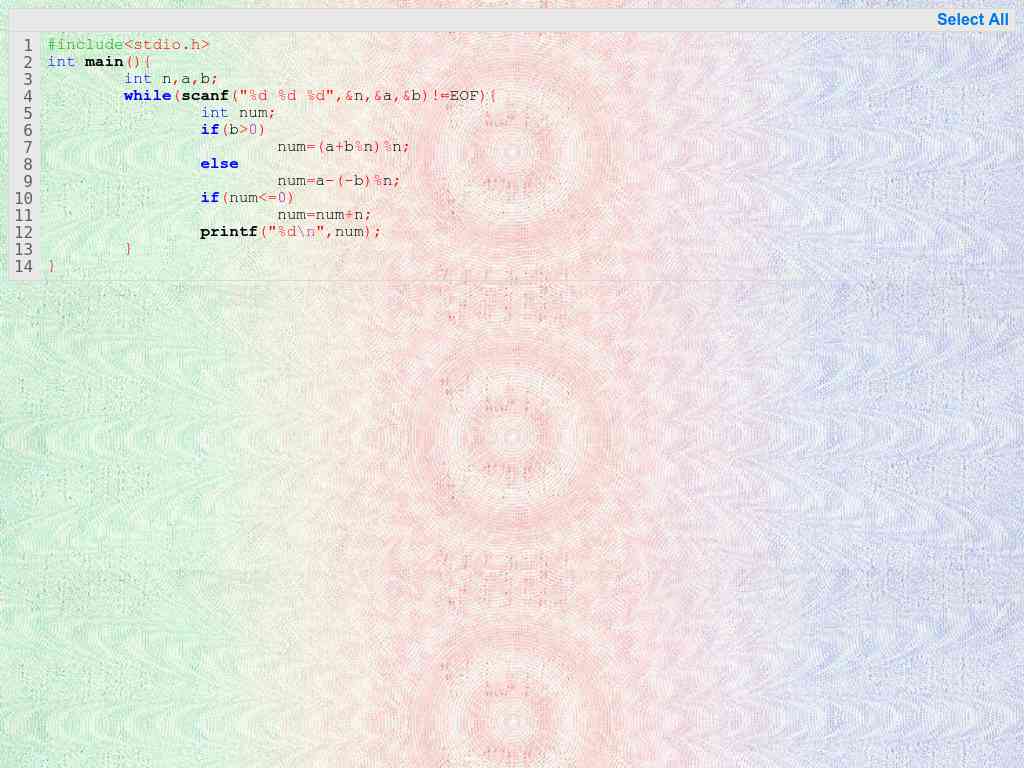 Select All
1 #include<stdio.h>
2 int main(){
3 int n,a,b;
4 while(scanf("%d %d %d",&n,&a,&b)!=EOF){
5 int num;
6 if(b>0)
7 num=(a+b%n)%n;
8 else
9 num=a-(-b)%n;
10 if(num<=0)
11 num=num+n;
12 printf("%d\n",num);
13 }
14 }